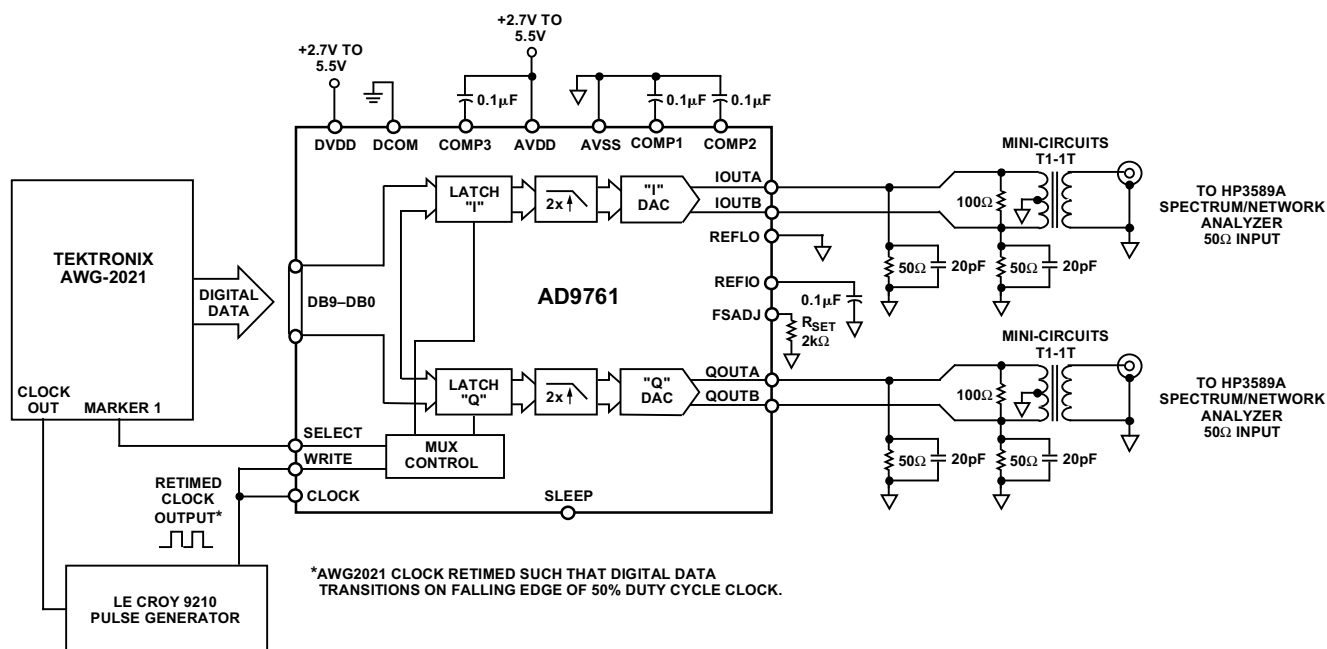 +2.7V TO
5.5V
+2.7V TO
5.5V
0.1µF
0.1µF
0.1µF
DVDD
DCOM
COMP3
AVDD
AVSS
COMP1
COMP2
TEKTRONIX
AWG-2021
CLOCK
OUT
MARKER 1
DIGITAL
DATA
DB9–DB0
LATCH
"I"
2x
"I"
DAC
AD9761
LATCH
"Q"
2x
"Q"
DAC
MUX
CONTROL
SELECT
WRITE
CLOCK
SLEEP
IOUTA
IOUTB
REFLO
REFIO
FSADJ
QOUTA
QOUTB
0.1µF
RSET
2kΩ
MINI-CIRCUITS
T1-1T
100Ω
50Ω
20pF
50Ω
20pF
TO HP3589A
SPECTRUM/NETWORK
ANALYZER
50Ω INPUT
MINI-CIRCUITS
T1-1T
100Ω
50Ω
20pF
50Ω
20pF
TO HP3589A
SPECTRUM/NETWORK
ANALYZER
50Ω INPUT
RETIMED
CLOCK
OUTPUT*
LE CROY 9210
PULSE GENERATOR
*AWG2021 CLOCK RETIMED SUCH THAT DIGITAL DATA
TRANSITIONS ON FALLING EDGE OF 50% DUTY CYCLE CLOCK.